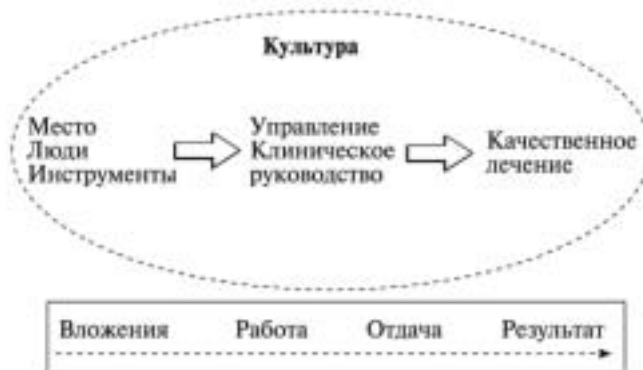 Культура
Место
Люди
Инструменты
Управление
Клиническое
руководство
Качественное
лечение
Вложения Работа Отдача Результат